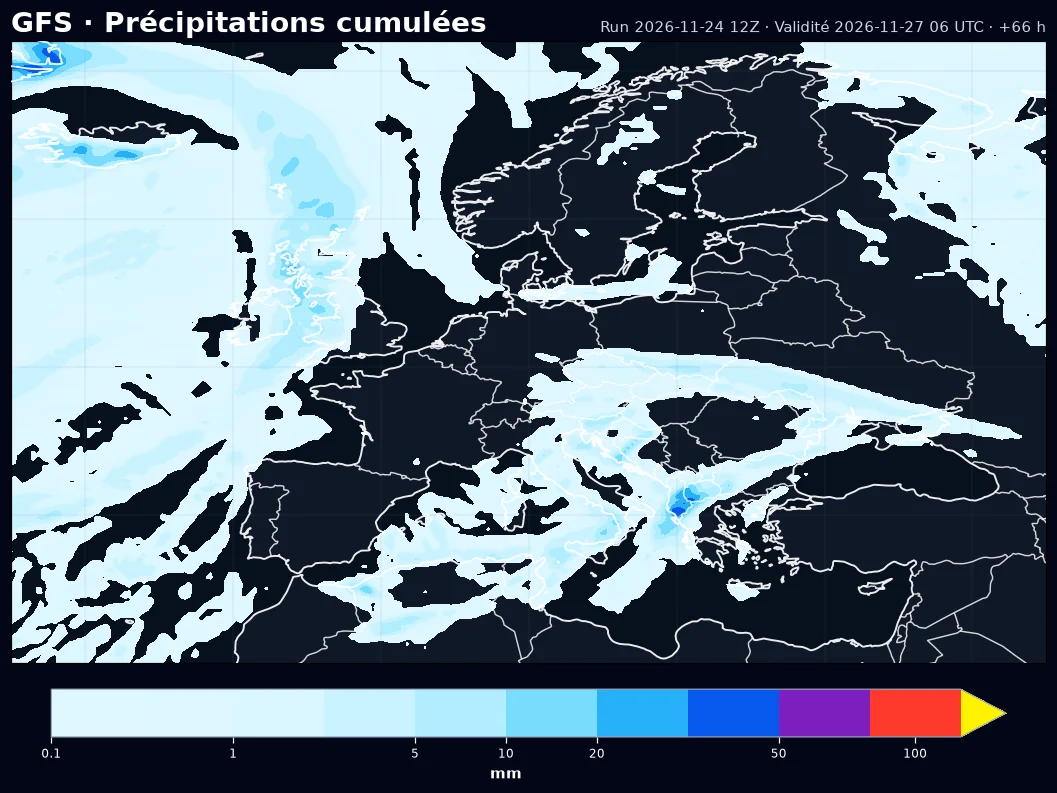 GFS · Précipitations cumulées
Run 2026-11-24 12Z · Validité 2026-11-27 06 UTC · +66 h
0.1 1 5 10 20 50 100
mm